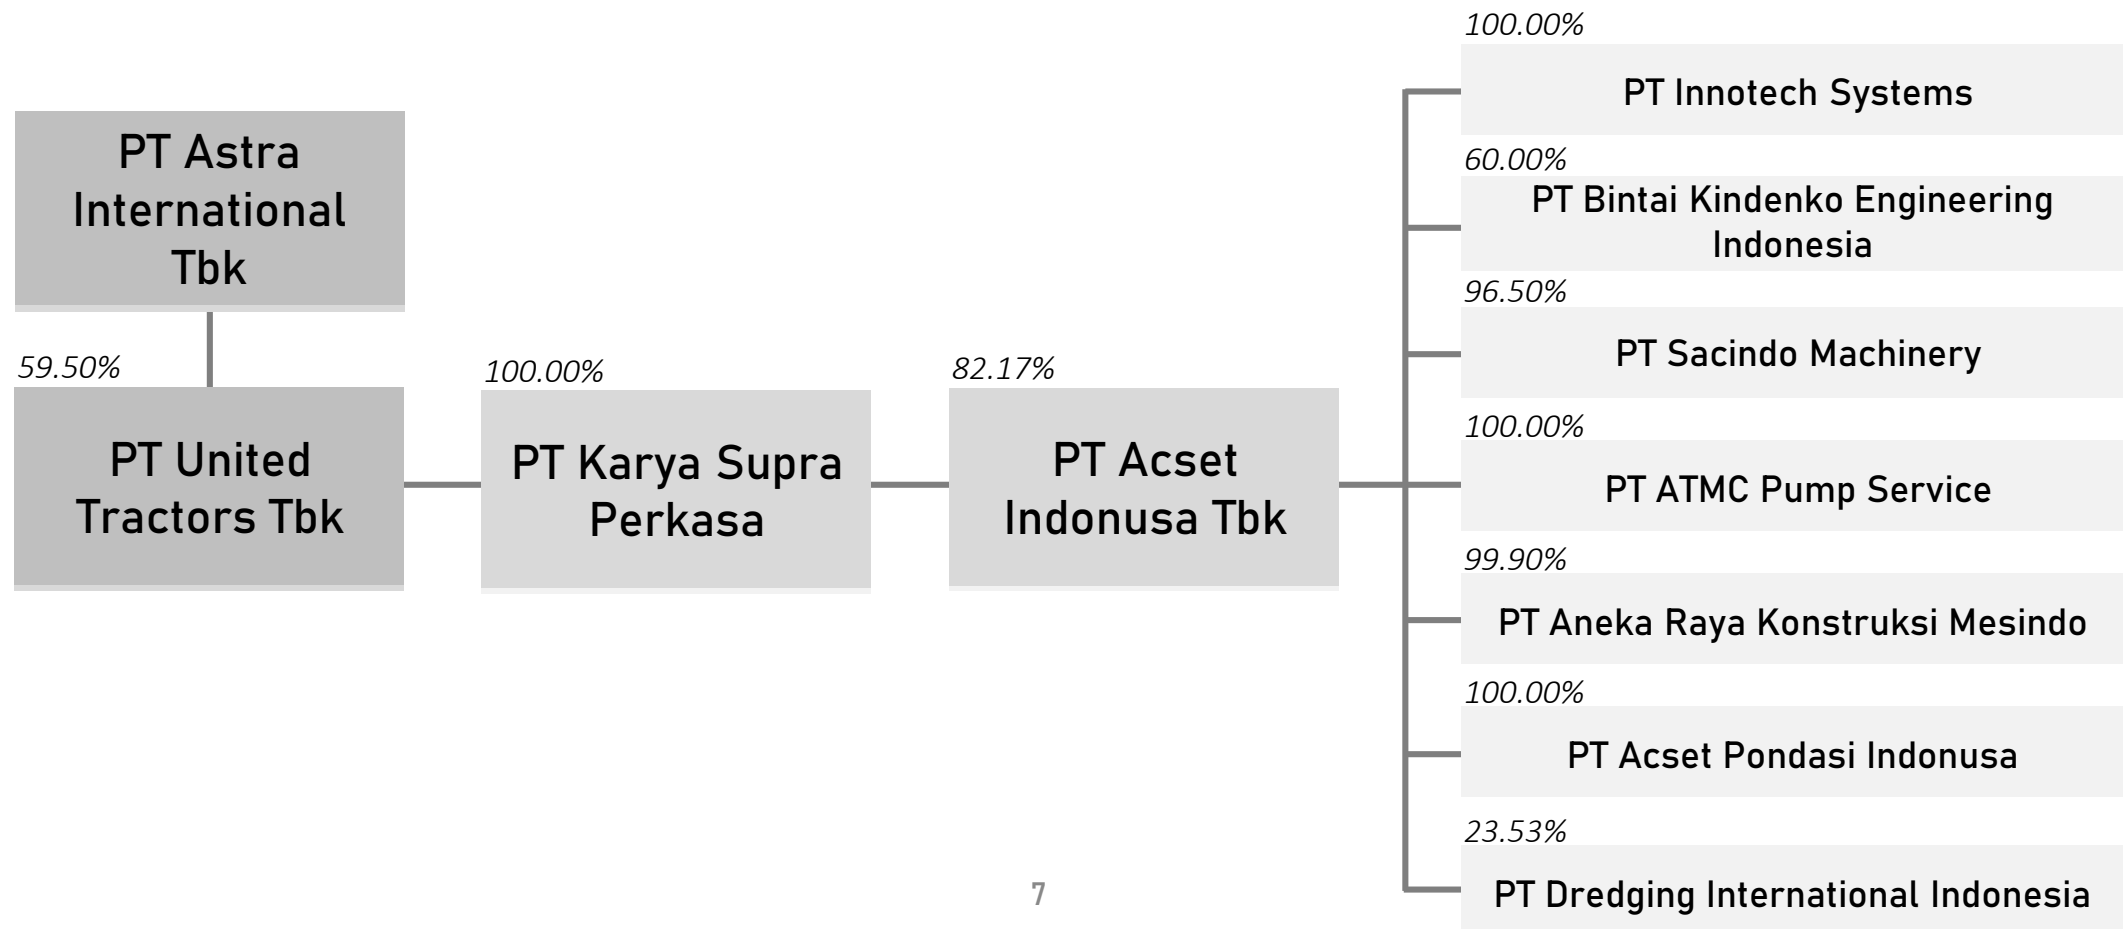 PT Astra
International
Tbk
59.50%
PT United
Tractors Tbk
100.00%
PT Karya Supra
Perkasa
82.17%
PT Acset
Indonusa Tbk
100.00%
PT Innotech Systems
60.00%
PT Bintai Kindenko Engineering
Indonesia
96.50%
PT Sacindo Machinery
100.00%
PT ATMC Pump Service
99.90%
PT Aneka Raya Konstruksi Mesindo
100.00%
PT Acset Pondasi Indonusa
23.53%
PT Dredging International Indonesia
7